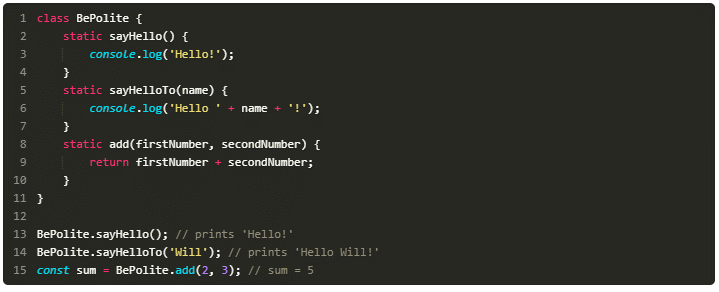 1 class BePolite {
2     static sayHello() {
3         console.log('Hello!');
4     }
5     static sayHelloTo(name) {
6         console.log('Hello ' + name + '!');
7     }
8     static add(firstNumber, secondNumber) {
9         return firstNumber + secondNumber;
10     }
11 }
12
13 BePolite.sayHello(); // prints 'Hello!'
14 BePolite.sayHelloTo('Will'); // prints 'Hello Will!'
15 const sum = BePolite.add(2, 3); // sum = 5